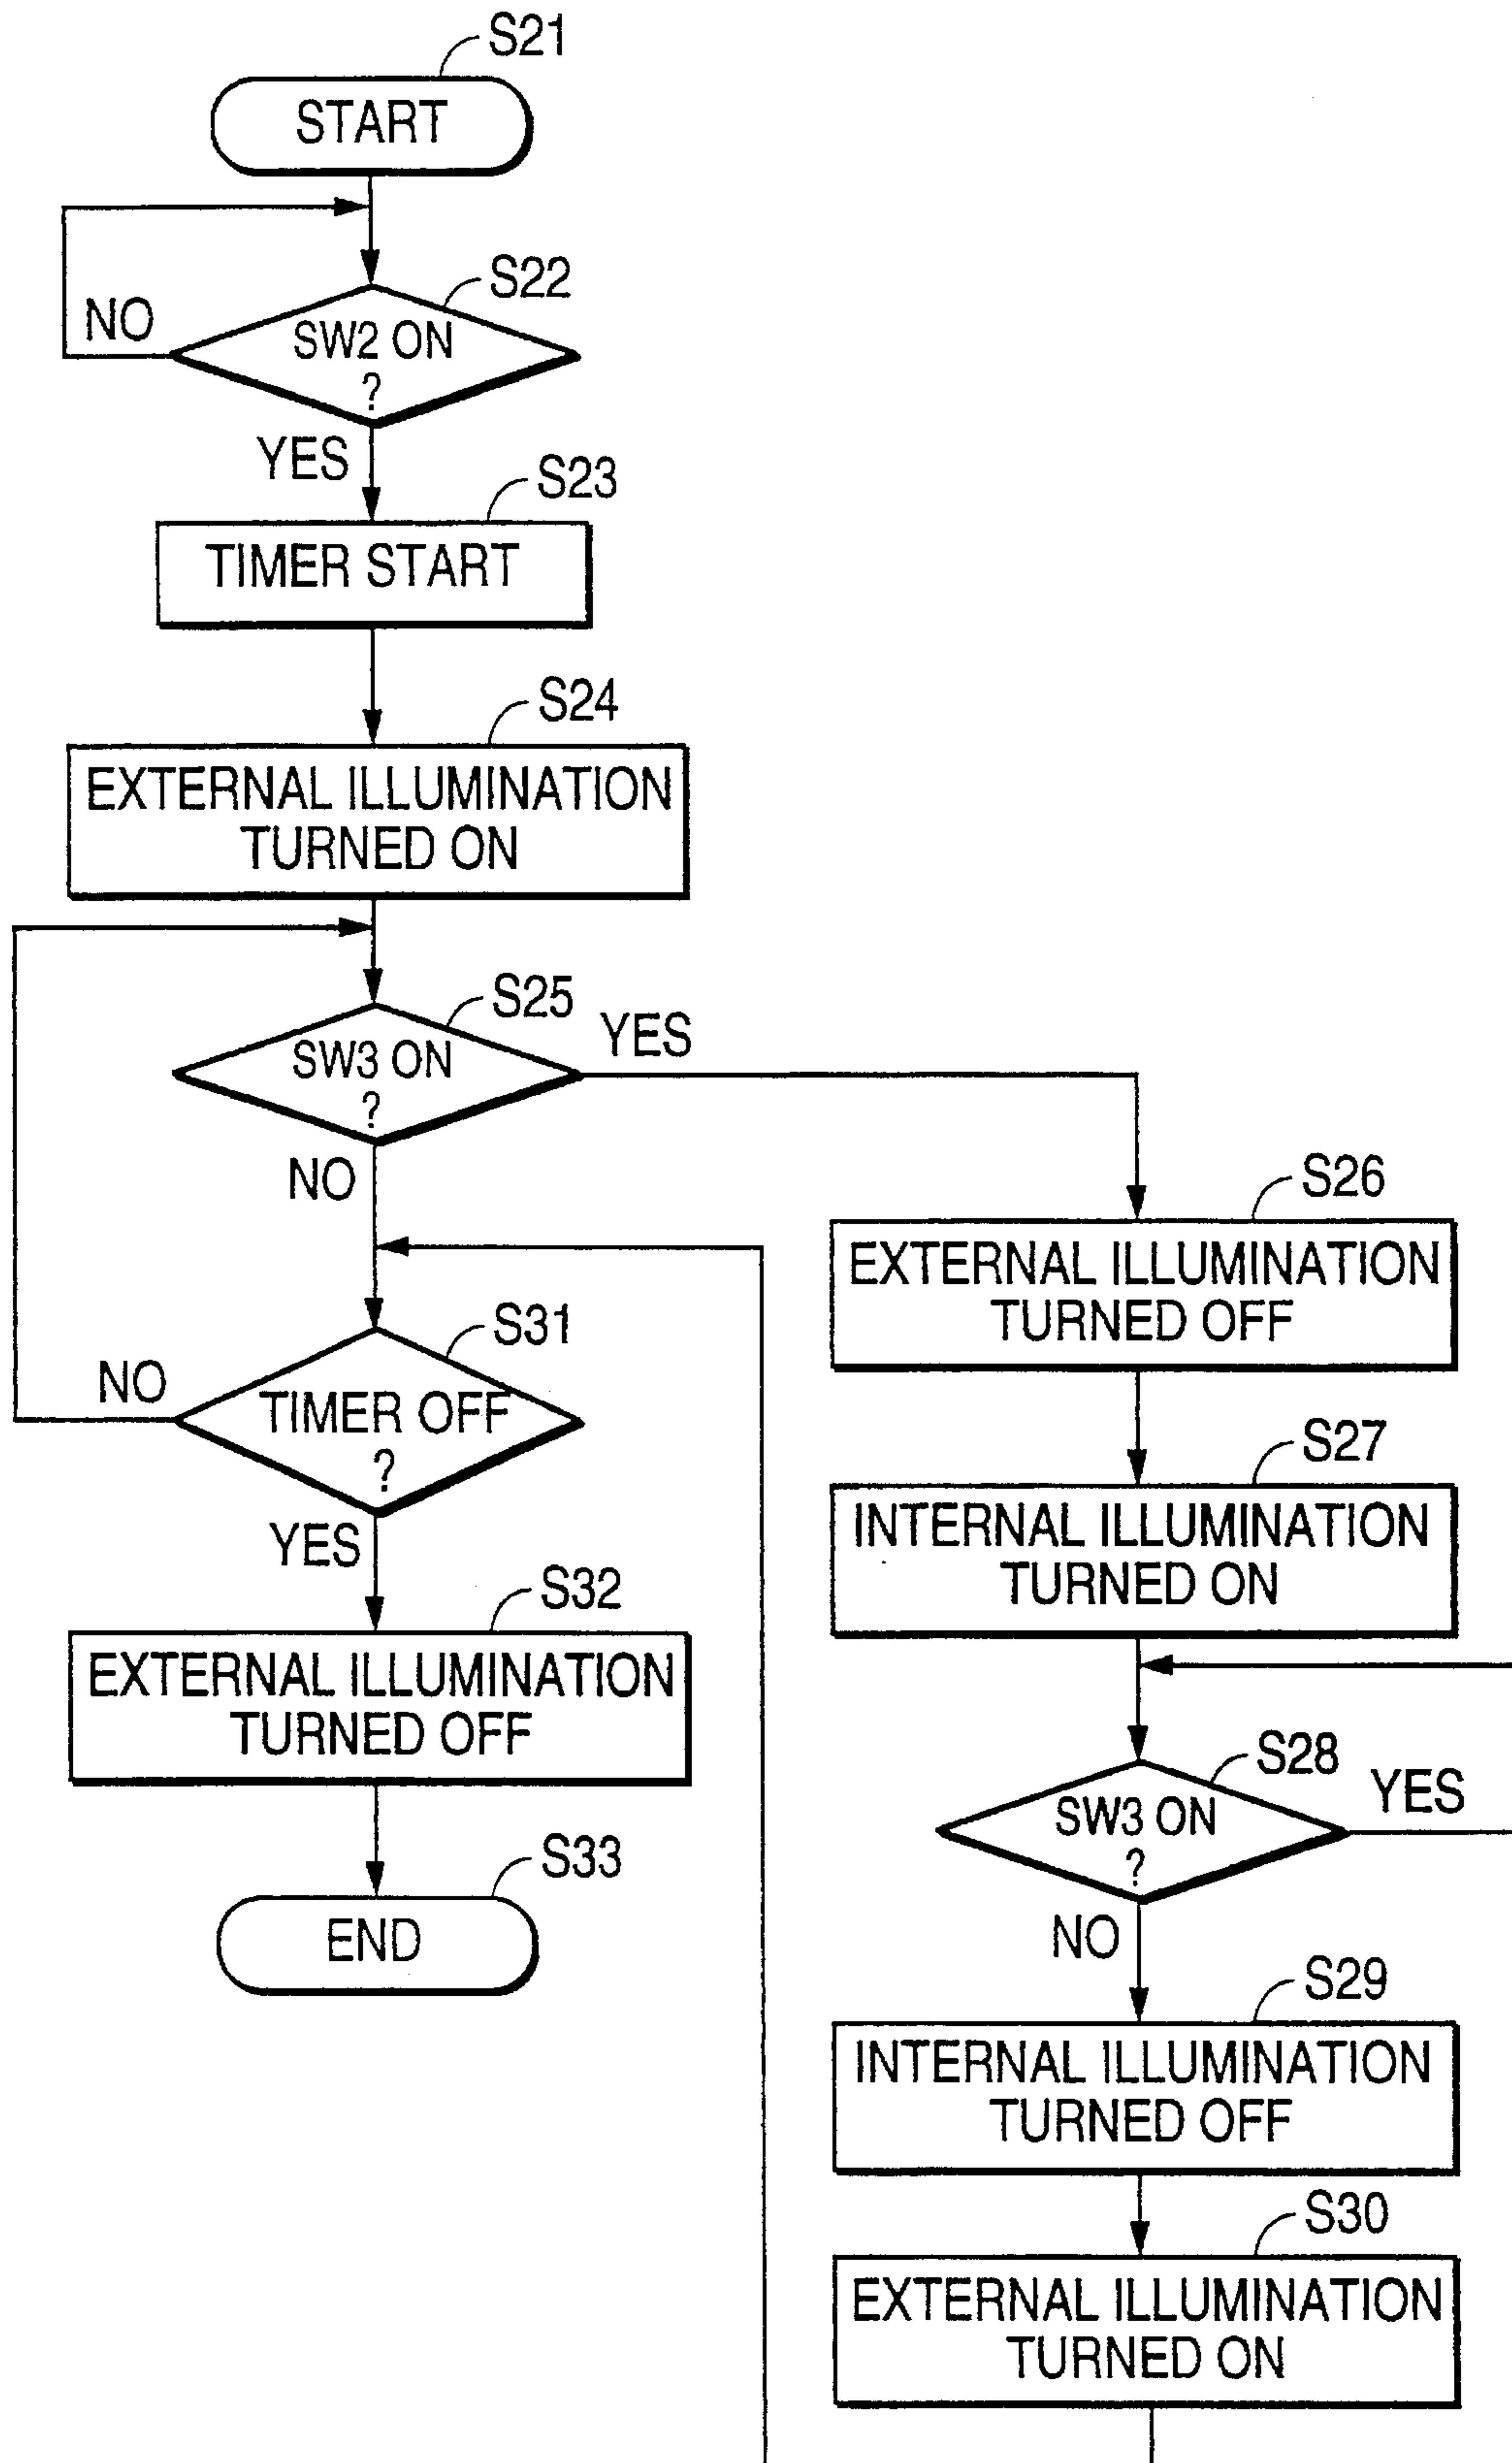 S21
START
S22
NO
SW2 ON
?
YES
S23
TIMER START
S24
EXTERNAL ILLUMINATION
TURNED ON
S25
SW3 ON
?
YES
NO
S31
NO
TIMER OFF
?
YES
S32
EXTERNAL ILLUMINATION
TURNED OFF
S33
END
S26
EXTERNAL ILLUMINATION
TURNED OFF
S27
INTERNAL ILLUMINATION
TURNED ON
S28
SW3 ON
?
YES
NO
S29
INTERNAL ILLUMINATION
TURNED OFF
S30
EXTERNAL ILLUMINATION
TURNED ON